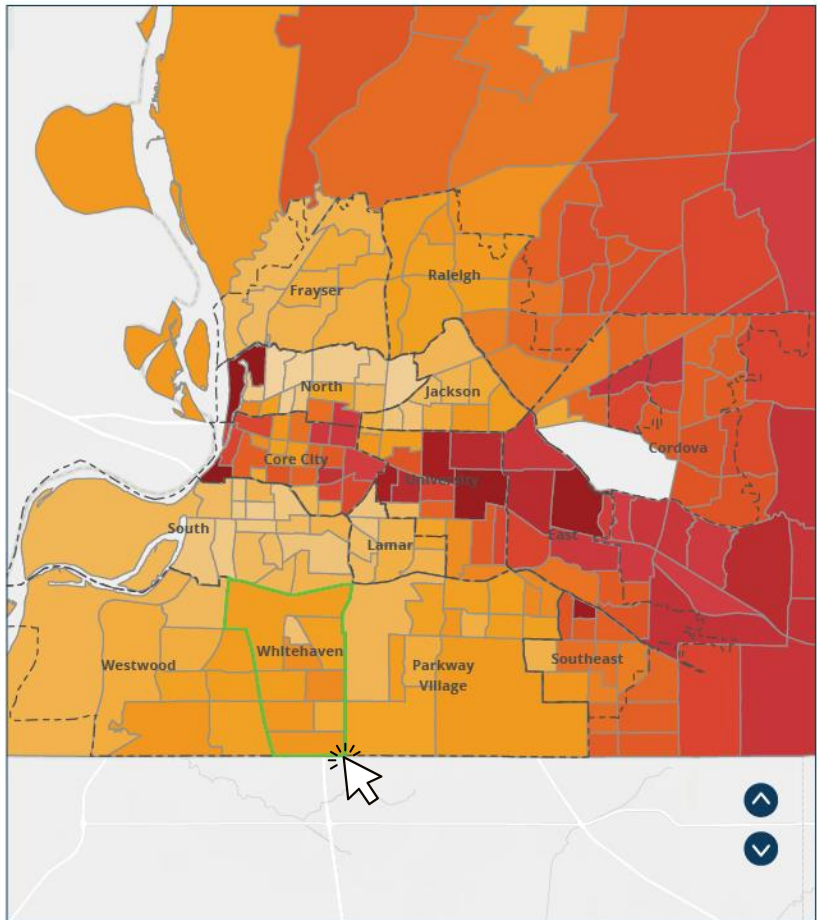 Raleigh
Frayser
North
Jackson
Cordova
Core City
University
South
East
Lamar
Whitehaven
Westwood
Parkway
Village
Southeast